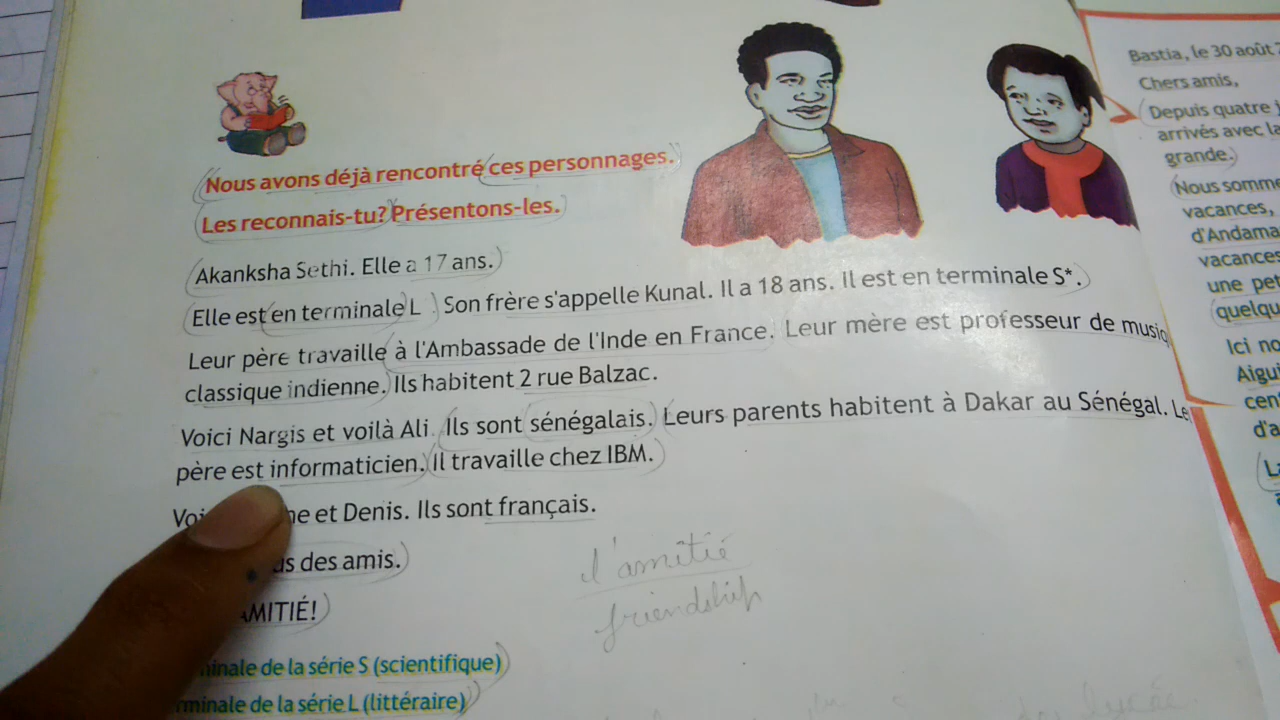 Nous avons déjà rencontré ces personnages.
Les reconnais-tu? Présentons-les.
Akanksha Sethi. Elle a 17 ans.
Elle est en terminale L Son frère s'appelle Kunal. Il a 18 ans. Il est en terminale S*.
Leur père travaille à l'Ambassade de l'Inde en France. Leur mère est professeur de musiq
classique indienne. Ils habitent 2 rue Balzac.
Voici Nargis et voilà Ali. Ils sont sénégalais. Leurs parents habitent à Dakar au Sénégal. Le
père est informaticien. Il travaille chez IBM.
et Denis. Ils sont français.
des amis.
AMITIÉ!
l'amitié
friendship
minale de la série S (scientifique)
rminale de la série L (littéraire)
Bastia, le 30 août
Chers amis,
Depuis quatre j
arrivés avec la
grande.
Nous somme
vacances,
d'Andama
vacances
une pet
quelqu
Ici no
Aigui
cen
d'a